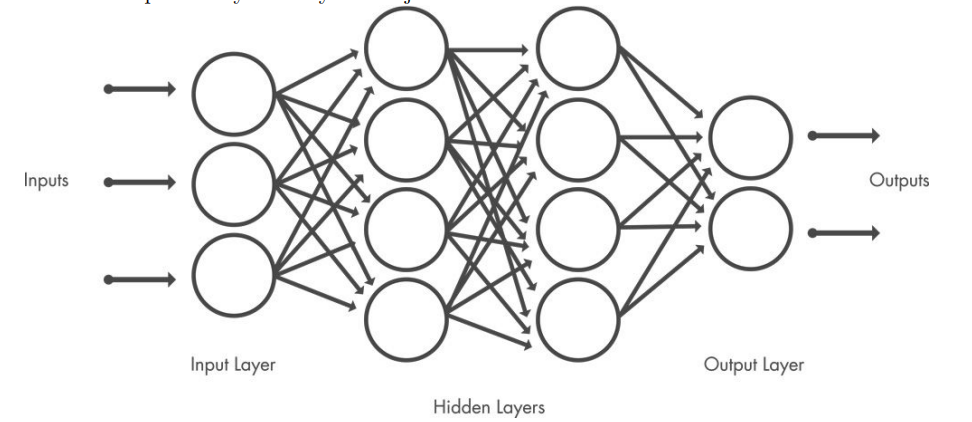 Inputs
Outputs
Input Layer
Output Layer
Hidden Layers